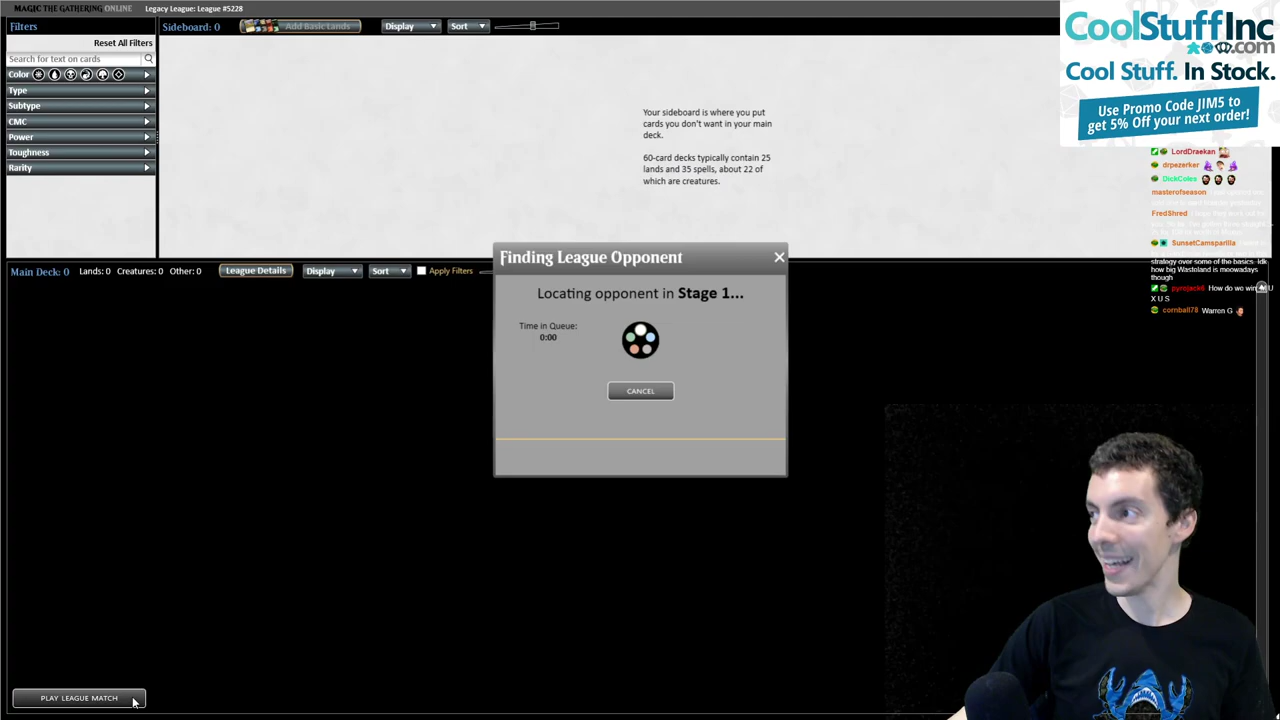 MAGIC THE GATHERING ONLINE
Legacy League: League #5228
Filters
Sideboard: 0
Add Basic Lands
Display
Sort
Reset All Filters
Search for text on cards
Color
Type
Subtype
CMC
Power
Toughness
Rarity
Your sideboard is where you put
cards you don't want in your main
deck.
60-card decks typically contain 25
lands and 35 spells, about 22 of
which are creatures.
CoolStuffInc
.com
Cool Stuff. In Stock.
Use Promo Code JIM5 to
get 5% Off your next order!
LordDraekan
drpezerker
DickColes
masterofseason
FredShred
SunsetCamsparilla
strategy over some of the basics. Idk
how big Wasteland is meowadays
though
How do we win
U
X U S
cornball78 Warren G
Main Deck: 0
Lands: 0
Creatures: 0
Other: 0
League Details
Display
Sort
Apply Filters
Finding League Opponent
Locating opponent in Stage 1...
Time in Queue:
0:00
CANCEL
PLAY LEAGUE MATCH